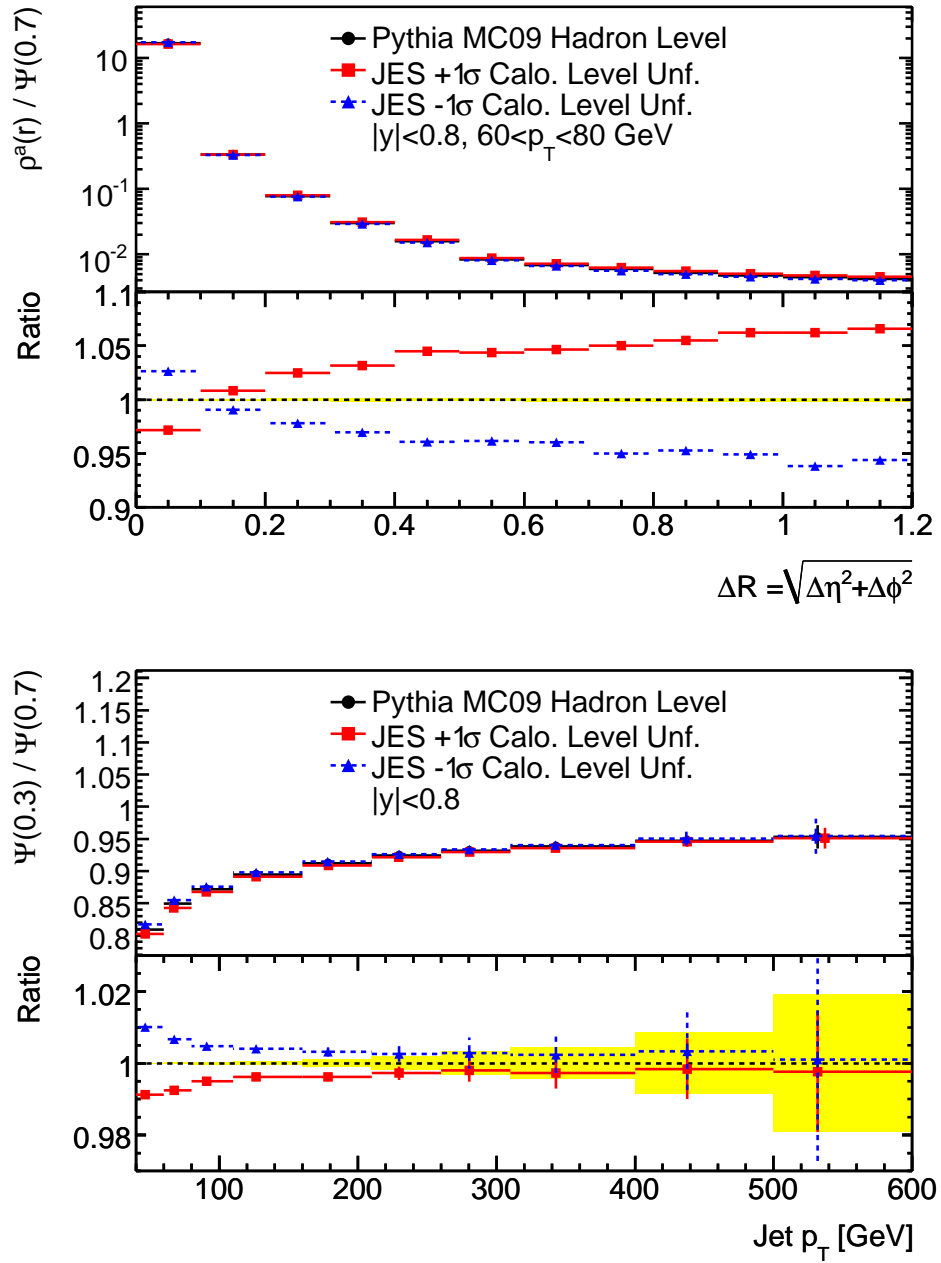 ρᵃ(r) / Ψ(0.7)
10
1
10⁻¹
10⁻²
Pythia MC09 Hadron Level
JES +1σ Calo. Level Unf.
JES -1σ Calo. Level Unf.
|y|<0.8, 60<p_T<80 GeV
Ratio
1.1
1.05
1
0.95
0.9
0 0.2 0.4 0.6 0.8 1 1.2
ΔR =√Δη²+Δϕ²
Ψ(0.3) / Ψ(0.7)
1.2
1.15
1.1
1.05
1
0.95
0.9
0.85
0.8
Pythia MC09 Hadron Level
JES +1σ Calo. Level Unf.
JES -1σ Calo. Level Unf.
|y|<0.8
Ratio
1.02
1
0.98
100 200 300 400 500 600
Jet p_T [GeV]